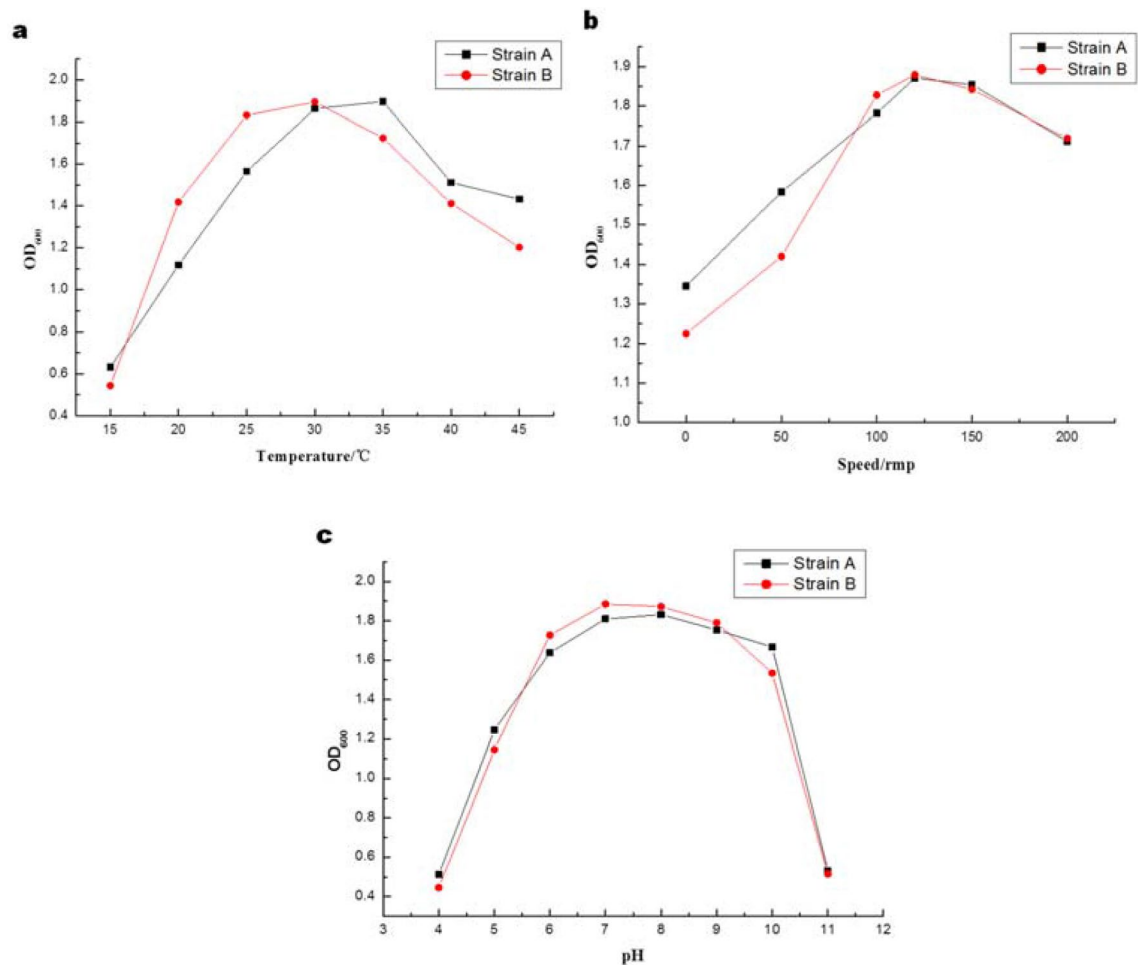 a
Strain A
Strain B
2.0
1.8
1.6
1.4
1.2
1.0
0.8
0.6
0.4
OD600
15 20 25 30 35 40 45
Temperature/℃
b
Strain A
Strain B
1.9
1.8
1.7
1.6
1.5
1.4
1.3
1.2
1.1
1.0
OD600
0 50 100 150 200
Speed/rmp
c
Strain A
Strain B
2.0
1.8
1.6
1.4
1.2
1.0
0.8
0.6
0.4
OD600
3 4 5 6 7 8 9 10 11 12
pH